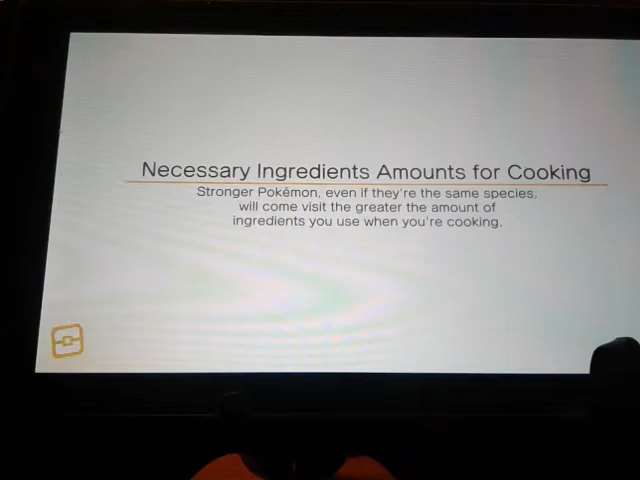 Necessary Ingredients Amounts for Cooking
Stronger Pokémon, even if they're the same species,
will come visit the greater the amount of
ingredients you use when you're cooking.